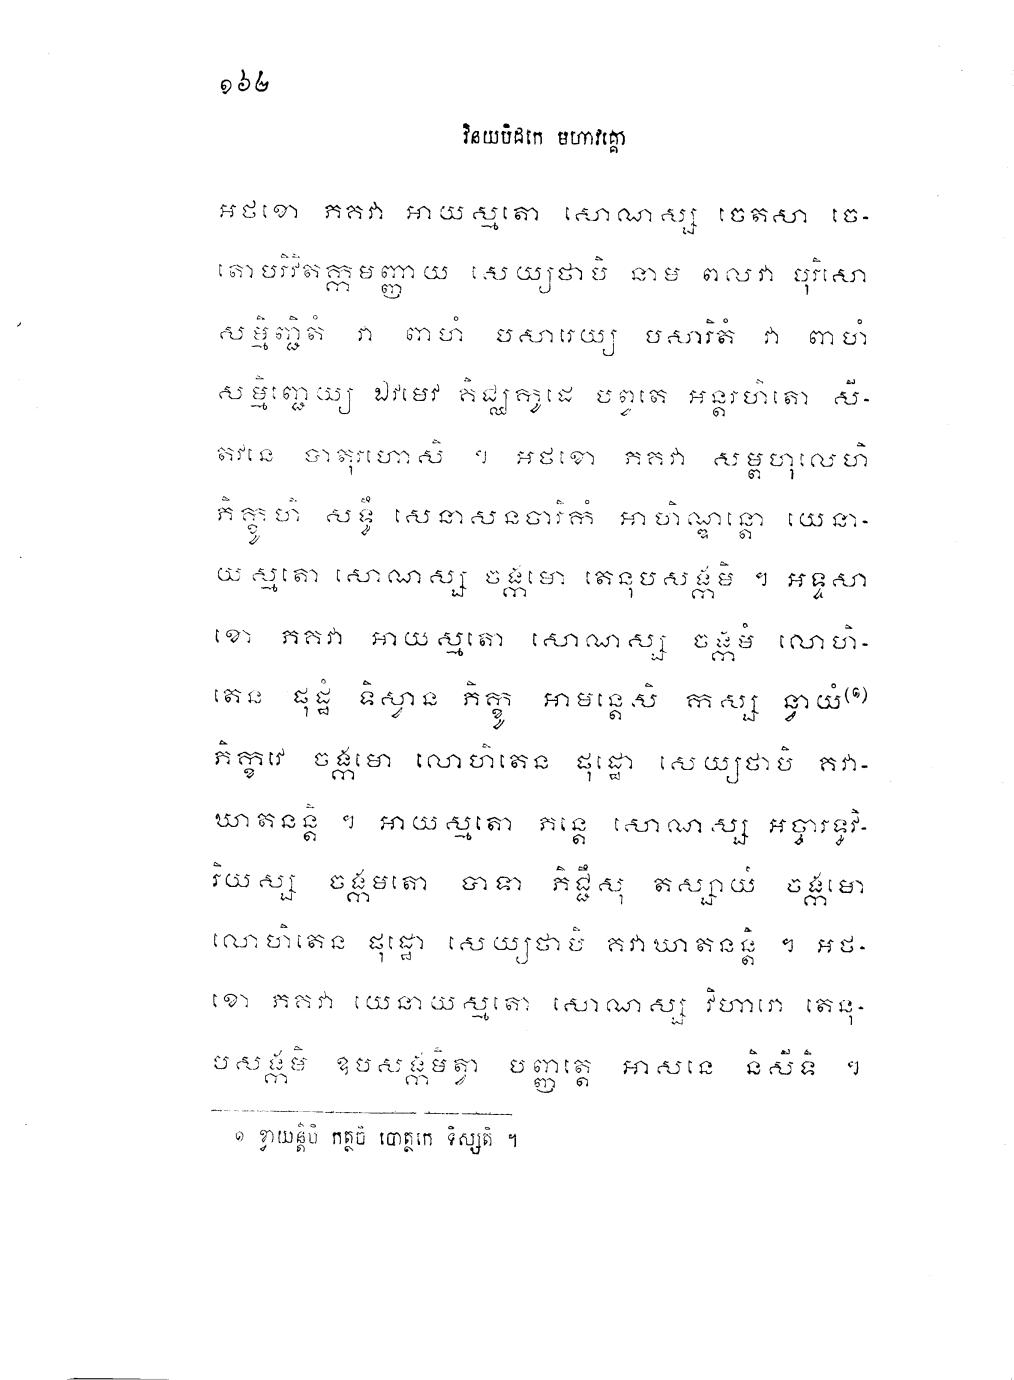 ១៦៤
វិនយបិដកេ មហាវគ្គោ
អថខោ ភគវា អាយស្មតោ សោណស្ស ចេតសា ចេ-
តោបរិវិតក្កមញ្ញាយ សេយ្យថាបិ នាម ពលវា បុរិសោ
សម្មិញ្ជិតំ វា ពាហំ បសារេយ្យ បសារិតំ វា ពាហំ
សម្មិញ្ជេយ្យ ឯវមេវ គិជ្ឈកូដេ បព្វតេ អន្តរហិតោ សី-
តវនេ បាតុរហោសិ ។ អថខោ ភគវា សម្ពហុលេហិ
ភិក្ខូហិ សទ្ធឹ សេនាសនចារិកំ អាហិណ្ឌន្តោ យេនា-
យស្មតោ សោណស្ស ចង្កមោ តេនុបសង្កមិ ។ អទ្ទសា
ខោ ភគវា អាយស្មតោ សោណស្ស ចង្កមំ លោហិ-
តេន ផុដ្ឋំ ទិស្វាន ភិក្ខូ អាមន្តេសិ កស្ស ន្វាយំ(១)
ភិក្ខវេ ចង្កមោ លោហិតេន ផុដ្ឋោ សេយ្យថាបិ គវា-
ឃាតនន្តិ ។ អាយស្មតោ ភន្តេ សោណស្ស អច្ចារទ្ធវិ-
រិយស្ស ចង្កមតោ បាទា ភិជ្ជឹសុ តស្សាយំ ចង្កមោ
លោហិតេន ផុដ្ឋោ សេយ្យថាបិ គវាឃាតនន្តិ ។ អថ-
ខោ ភគវា យេនាយស្មតោ សោណស្ស វិហារោ តេនុ-
បសង្កមិ ឧបសង្កមិត្វា បញ្ញត្តេ អាសនេ និសីទិ ។
១ ខ្វាយន្តិបិ កត្ថចិ បោត្ថកេ ទិស្សតិ ។